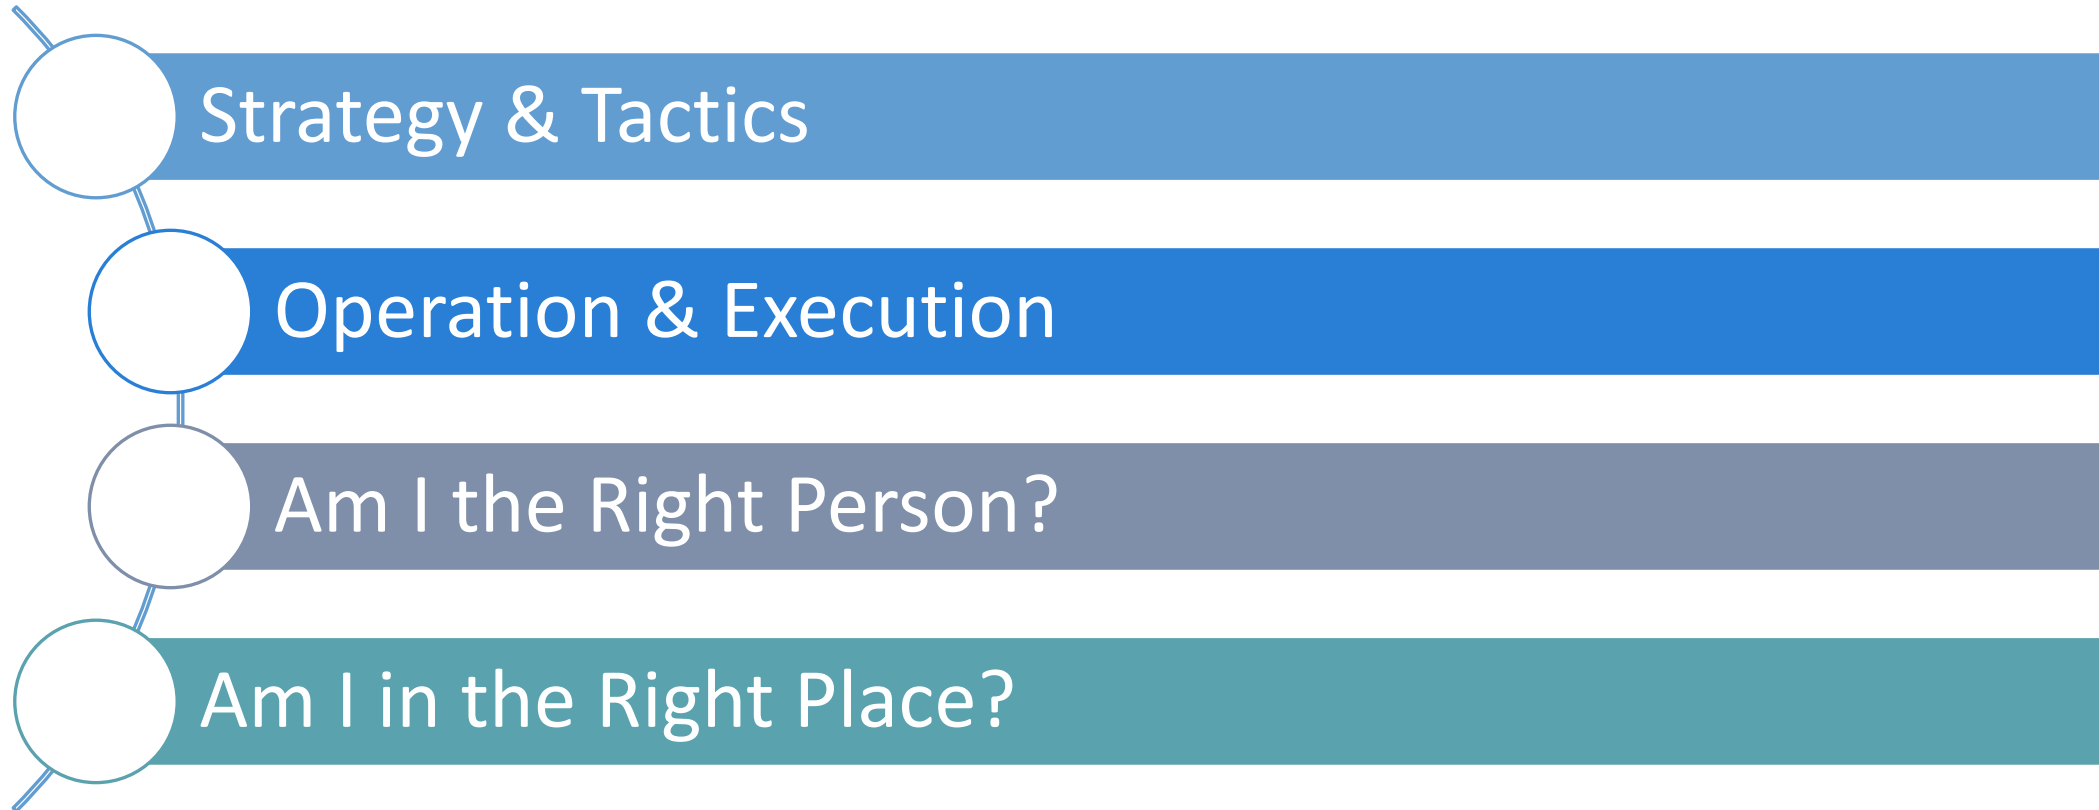 Strategy & Tactics
Operation & Execution
Am I the Right Person?
Am I in the Right Place?